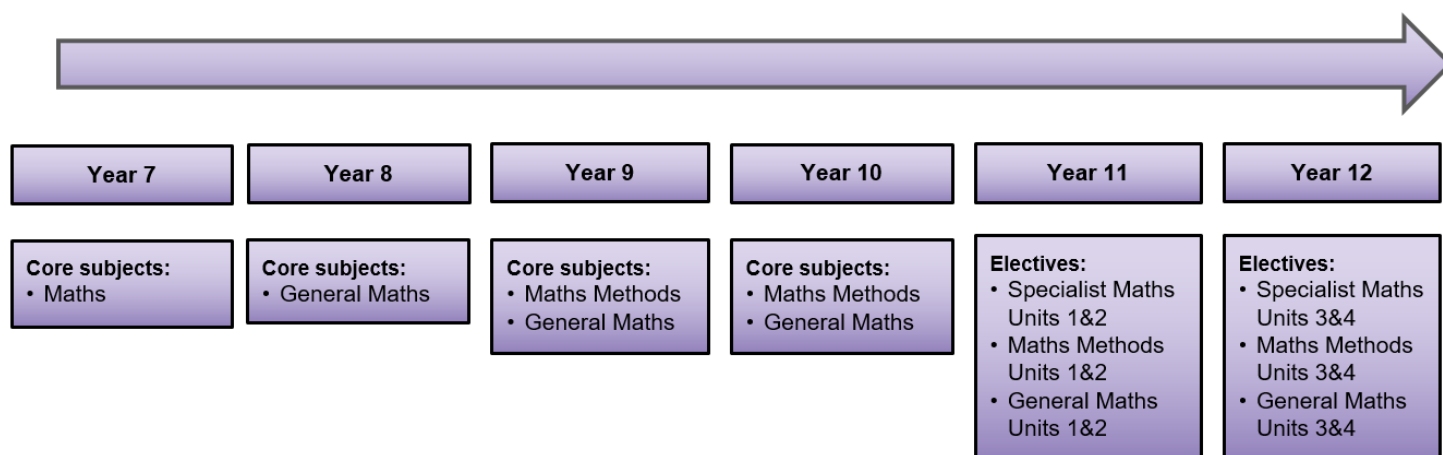 Year 7
Year 8
Year 9
Year 10
Year 11
Year 12
Core subjects:
• Maths
Core subjects:
• General Maths
Core subjects:
• Maths Methods
• General Maths
Core subjects:
• Maths Methods
• General Maths
Electives:
• Specialist Maths
Units 1&2
• Maths Methods
Units 1&2
• General Maths
Units 1&2
Electives:
• Specialist Maths
Units 3&4
• Maths Methods
Units 3&4
• General Maths
Units 3&4